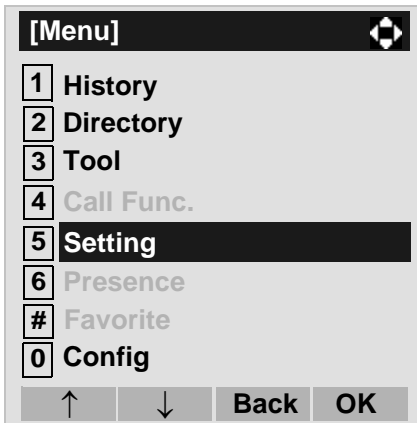 [Menu]
1 History
2 Directory
3 Tool
4 Call Func.
5 Setting
6 Presence
# Favorite
0 Config
↑ ↓ Back OK